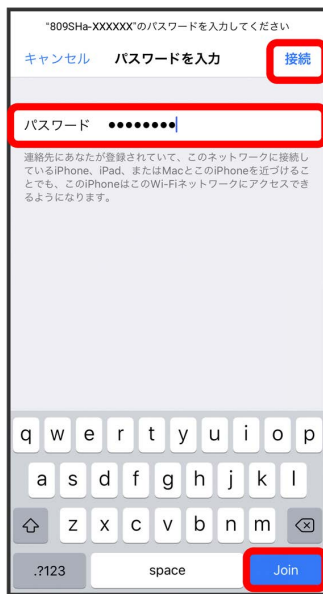 "809SHa-XXXXXX"のパスワードを入力してください
キャンセル パスワードを入力 接続
パスワード ●●●●●●●●
連絡先にあなたが登録されていて、このネットワークに接続し
ているiPhone、iPad、またはMacとこのiPhoneを近づけるこ
とでも、このiPhoneはこのWi-Fiネットワークにアクセスでき
るようになります。
q w e r t y u i o p
a s d f g h j k l
z x c v b n m
.?123 space Join